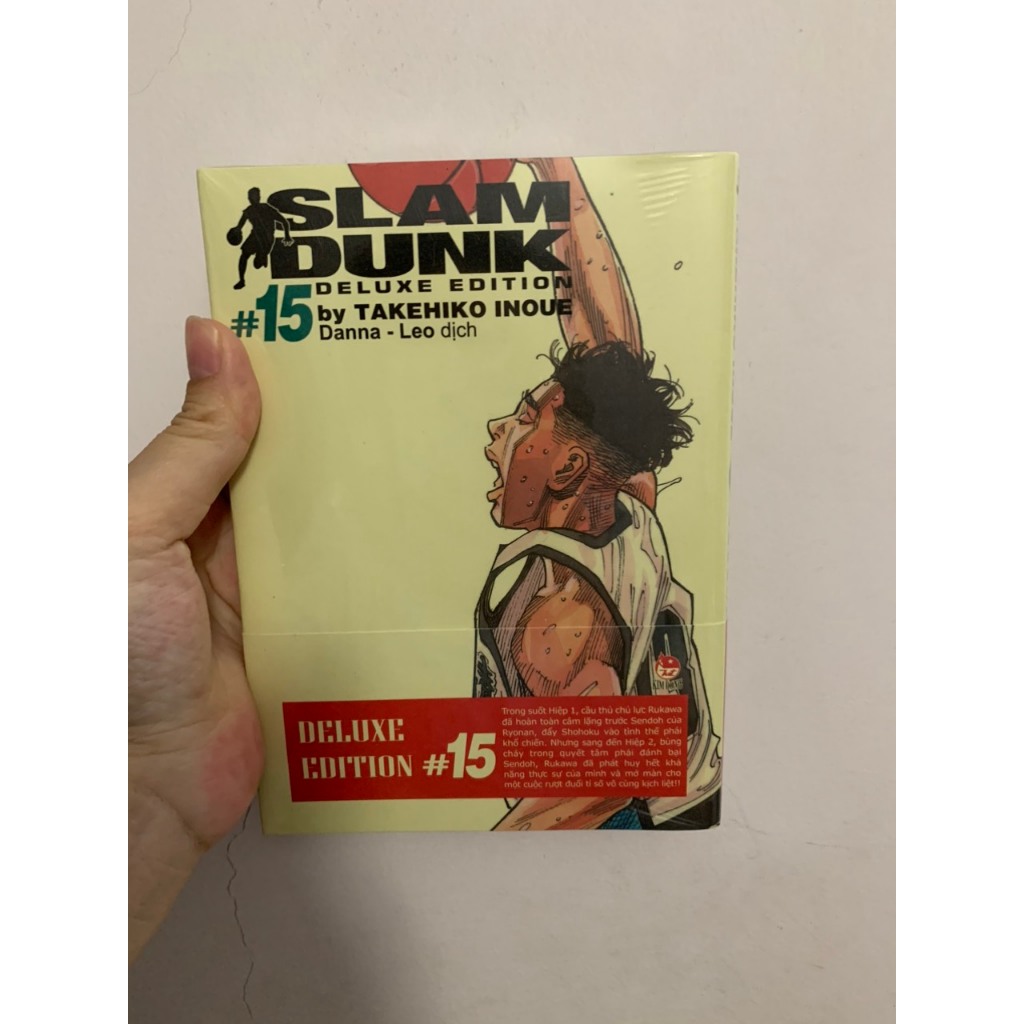 SLAM
DUNK
DELUXE EDITION
#15 by TAKEHIKO INOUE
Danna - Leo dịch
KIM ĐỒNG
DELUXE
EDITION #15
Trong suốt Hiệp 1, cầu thủ chủ lực Rukawa
đã hoàn toàn câm lặng trước Sendoh của
Ryonan, đẩy Shohoku vào tình thế phải
khổ chiến. Nhưng sang đến Hiệp 2, bùng
cháy trong quyết tâm phải đánh bại
Sendoh, Rukawa đã phát huy hết khả
năng thực sự của mình và mở màn cho
một cuộc rượt đuổi tỉ số vô cùng kịch liệt!!